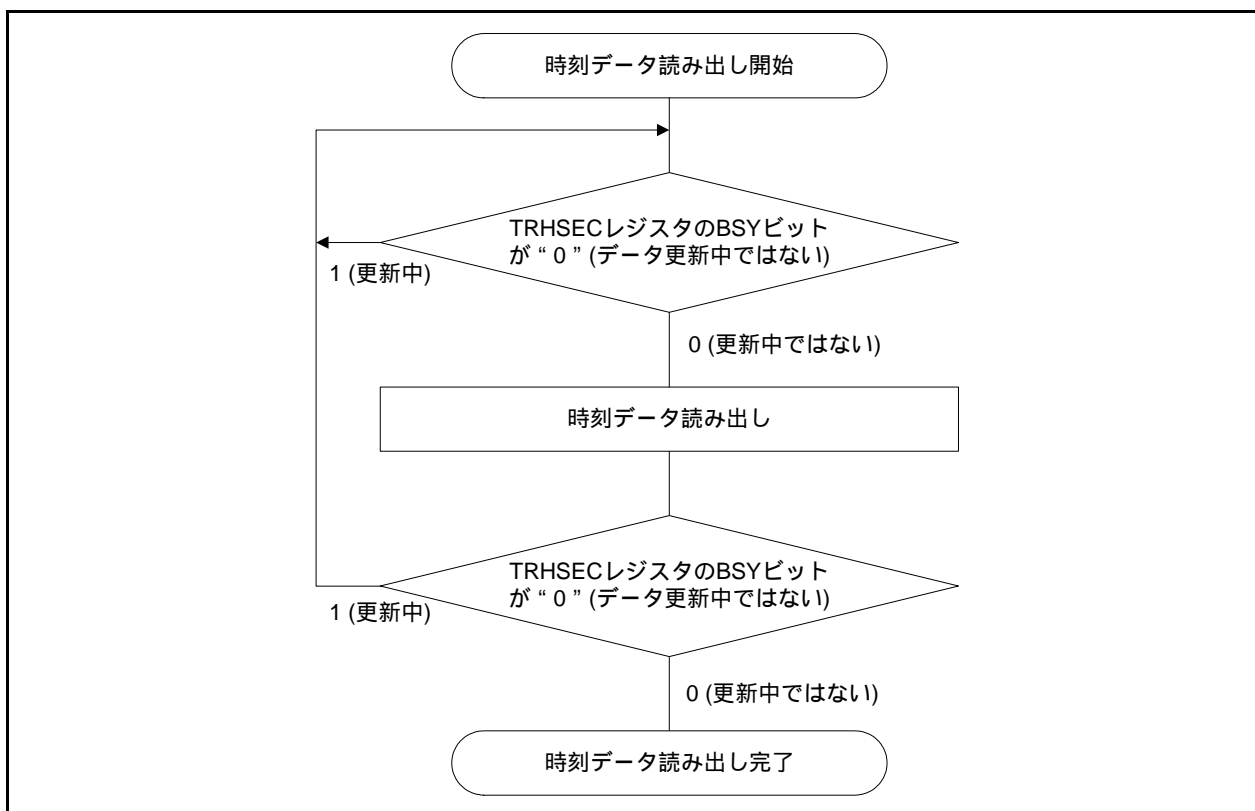 時刻データ読み出し開始
TRHSECレジスタのBSYビット
が “ 0 ” (データ更新中ではない)
1 (更新中)
0 (更新中ではない)
時刻データ読み出し
TRHSECレジスタのBSYビット
が “ 0 ” (データ更新中ではない)
1 (更新中)
0 (更新中ではない)
時刻データ読み出し完了